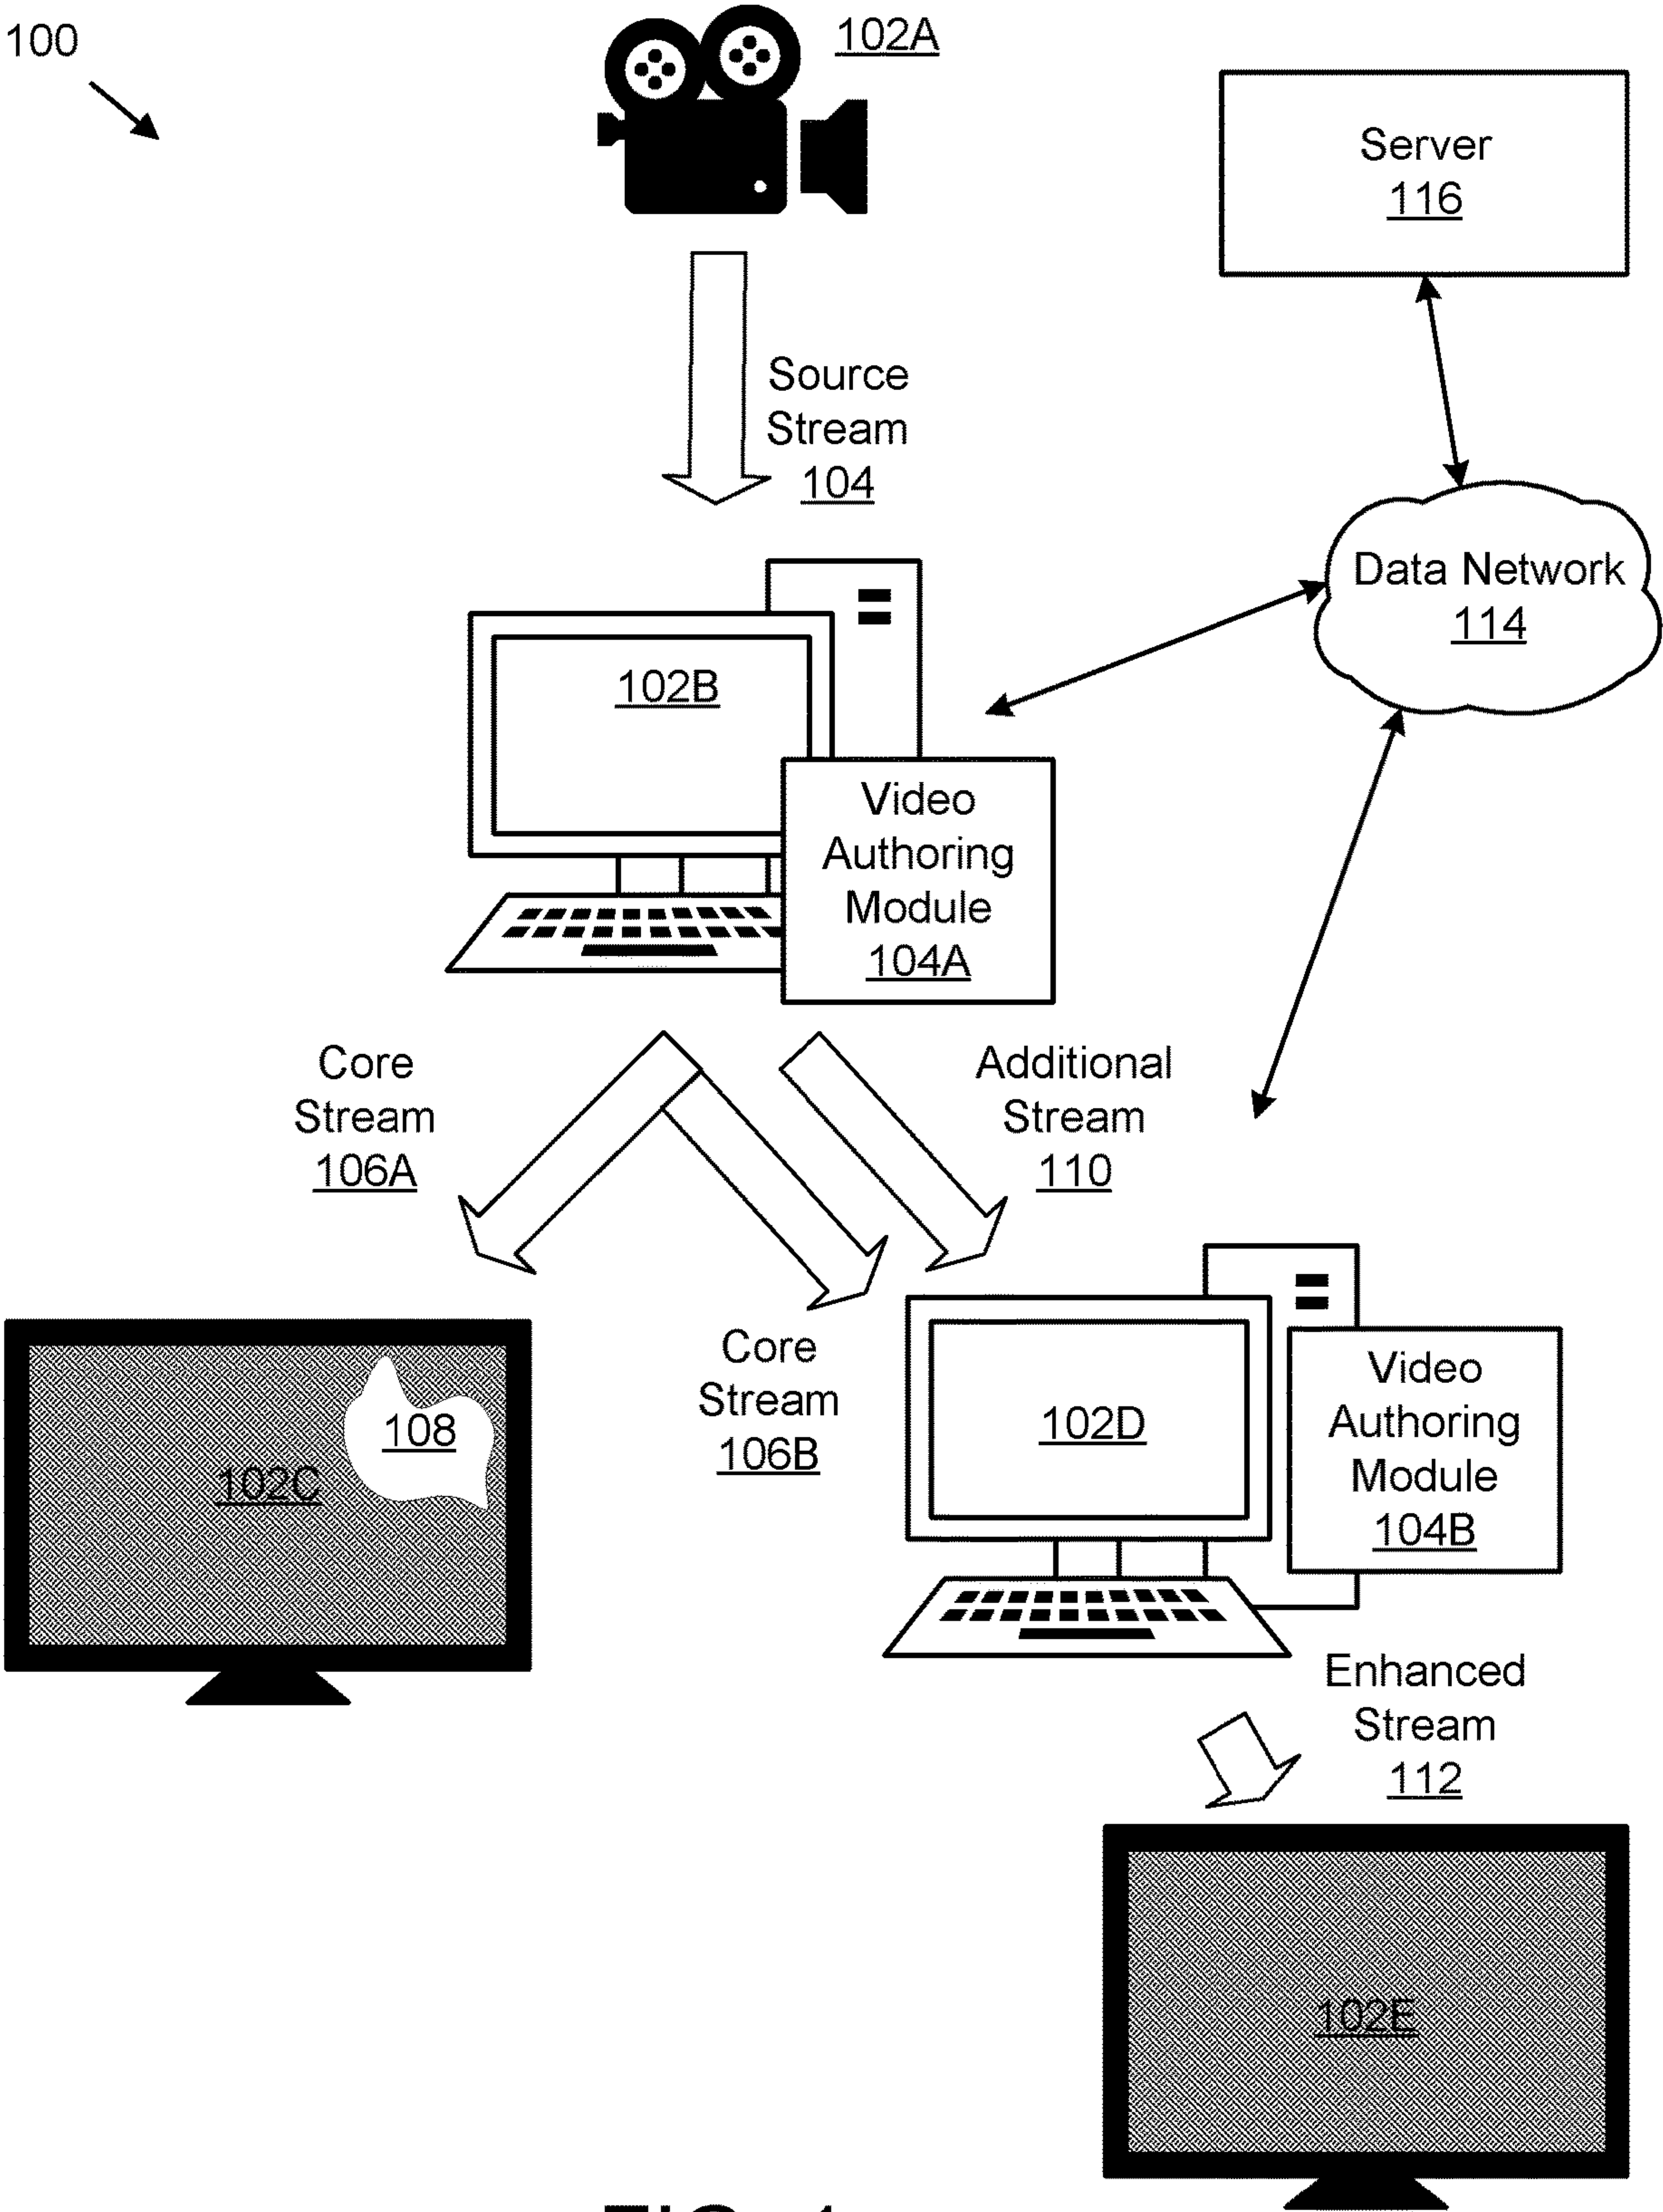 100
102A
Server
116
Source
Stream
104
Data Network
114
102B
Video
Authoring
Module
104A
Core
Stream
106A
Additional
Stream
110
108
102C
Core
Stream
106B
102D
Video
Authoring
Module
104B
Enhanced
Stream
112
102E